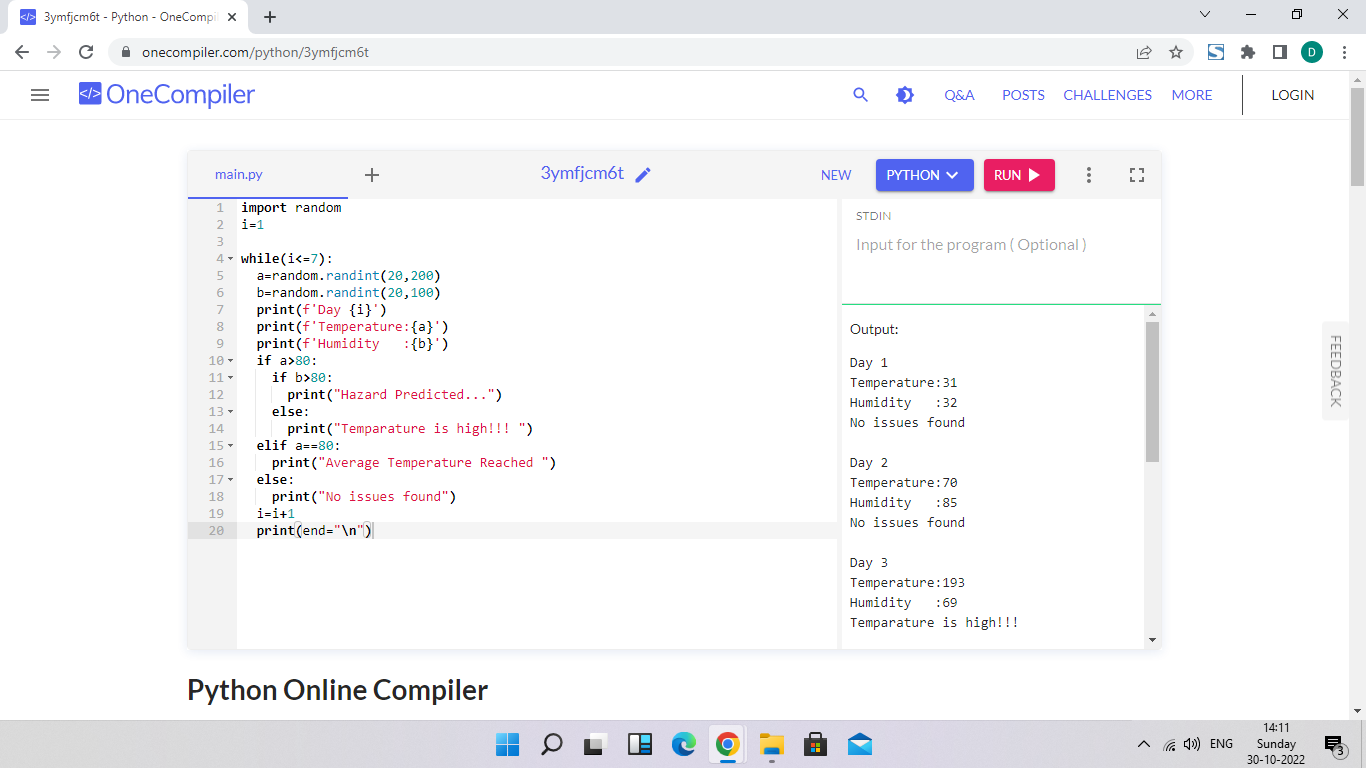 3ymfjcm6t - Python - OneCompi
onecompiler.com/python/3ymfjcm6t
D
</> OneCompiler
Q&A POSTS CHALLENGES MORE LOGIN
main.py + 3ymfjcm6t NEW PYTHON RUN
1 import random
2 i=1
3
4 while(i<=7):
5   a=random.randint(20,200)
6   b=random.randint(20,100)
7   print(f'Day {i}')
8   print(f'Temperature:{a}')
9   print(f'Humidity   :{b}')
10   if a>80:
11     if b>80:
12       print("Hazard Predicted...")
13     else:
14       print("Temparature is high!!! ")
15   elif a==80:
16     print("Average Temperature Reached ")
17   else:
18     print("No issues found")
19   i=i+1
20   print(end="\n")
STDIN
Input for the program ( Optional )
Output:
Day 1
Temperature:31
Humidity   :32
No issues found
Day 2
Temperature:70
Humidity   :85
No issues found
Day 3
Temperature:193
Humidity   :69
Temparature is high!!!
FEEDBACK
Python Online Compiler
ENG
14:11
Sunday
30-10-2022
3